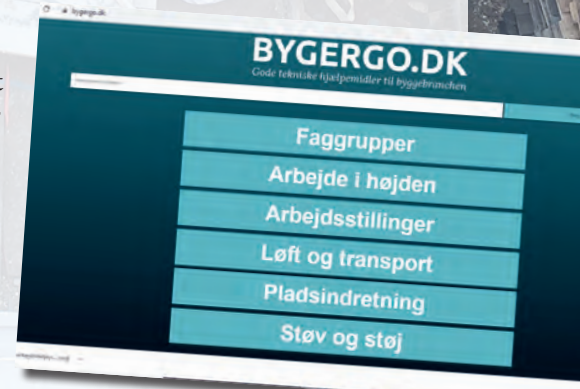 bygergo.dk
BYGERGO.DK
Gode tekniske hjælpemidler til byggebranchen
Faggrupper
Arbejde i højden
Arbejdsstillinger
Løft og transport
Pladsindretning
Støv og støj